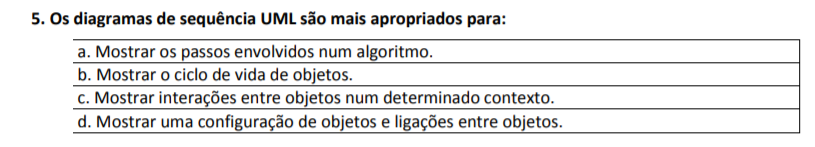 5. Os diagramas de sequência UML são mais apropriados para:
a. Mostrar os passos envolvidos num algoritmo.
b. Mostrar o ciclo de vida de objetos.
c. Mostrar interações entre objetos num determinado contexto.
d. Mostrar uma configuração de objetos e ligações entre objetos.